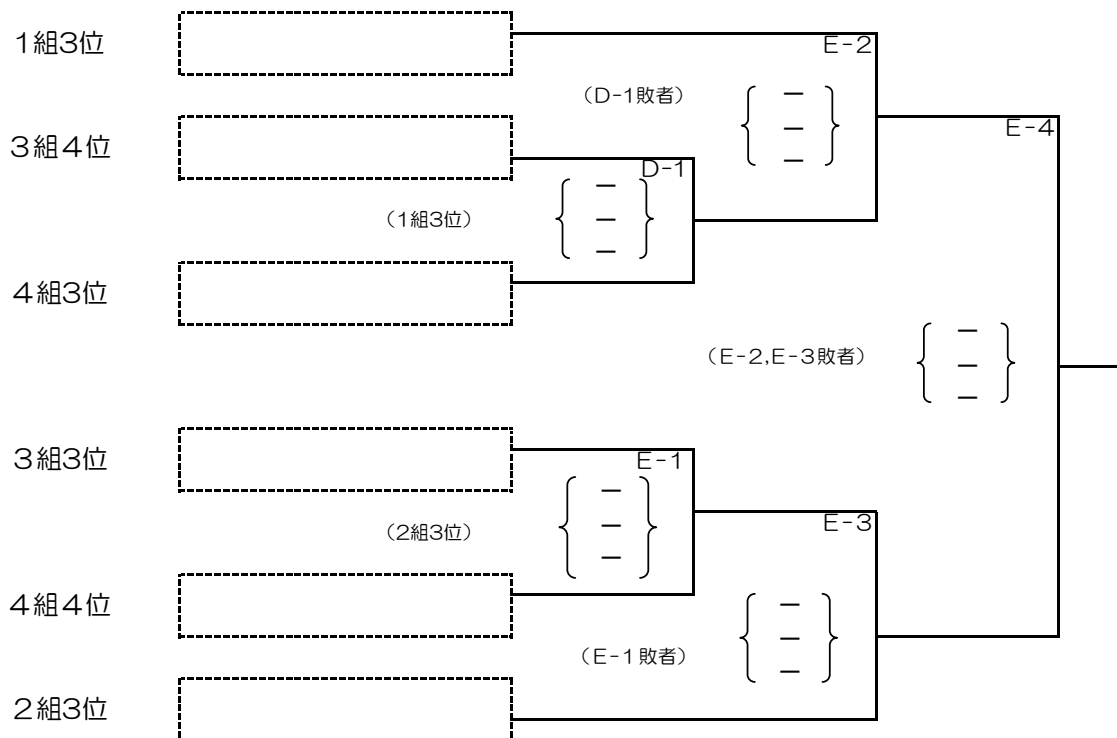 1組3位
E-2
(D-1敗者)
E-4
3組4位
D-1
(1組3位)
4組3位
(E-2,E-3敗者)
3組3位
E-1
(2組3位)
E-3
4組4位
(E-1敗者)
2組3位